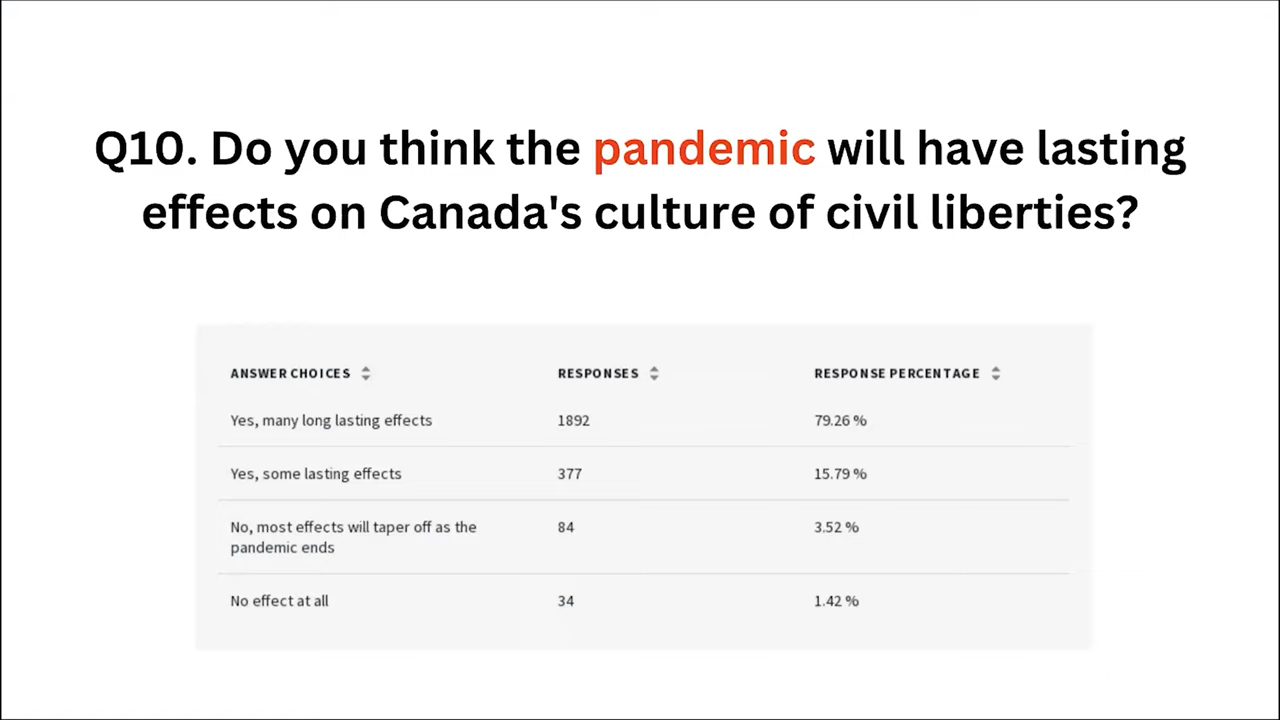 Q10. Do you think the pandemic will have lasting
effects on Canada's culture of civil liberties?
ANSWER CHOICES RESPONSES RESPONSE PERCENTAGE
Yes, many long lasting effects 1892 79.26 %
Yes, some lasting effects 377 15.79 %
No, most effects will taper off as the 84 3.52 %
pandemic ends
No effect at all 34 1.42 %